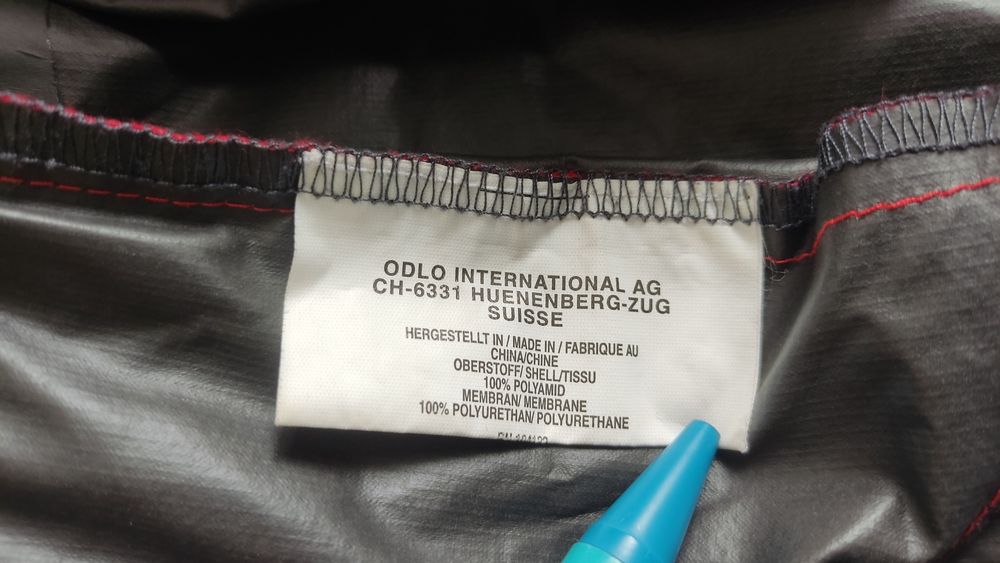 ODLO INTERNATIONAL AG
CH-6331 HUENENBERG-ZUG
SUISSE
HERGESTELLT IN / MADE IN / FABRIQUE AU
CHINA/CHINE
OBERSTOFF/ SHELL/TISSU
100% POLYAMID
MEMBRAN/ MEMBRANE
100% POLYURETHAN/ POLYURETHANE